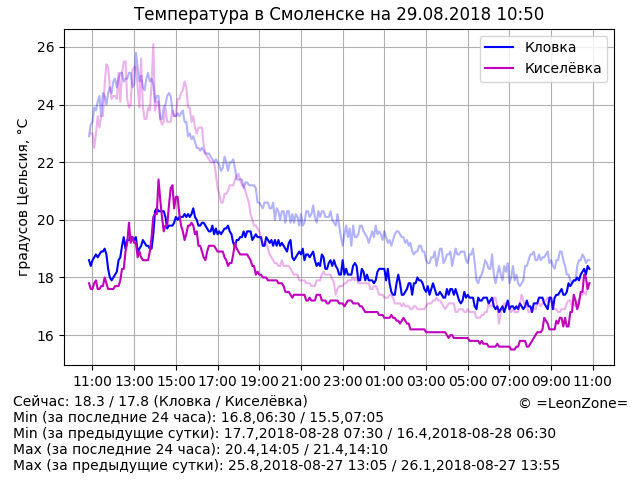 Температура в Смоленске на 29.08.2018 10:50
градусов Цельсия, °C
26
24
22
20
18
16
Кловка
Киселёвка
11:00 13:00 15:00 17:00 19:00 21:00 23:00 01:00 03:00 05:00 07:00 09:00 11:00
Сейчас: 18.3 / 17.8 (Кловка / Киселёвка)
© =LeonZone=
Min (за последние 24 часа): 16.8,06:30 / 15.5,07:05
Min (за предыдущие сутки): 17.7,2018-08-28 07:30 / 16.4,2018-08-28 06:30
Max (за последние 24 часа): 20.4,14:05 / 21.4,14:10
Max (за предыдущие сутки): 25.8,2018-08-27 13:05 / 26.1,2018-08-27 13:55